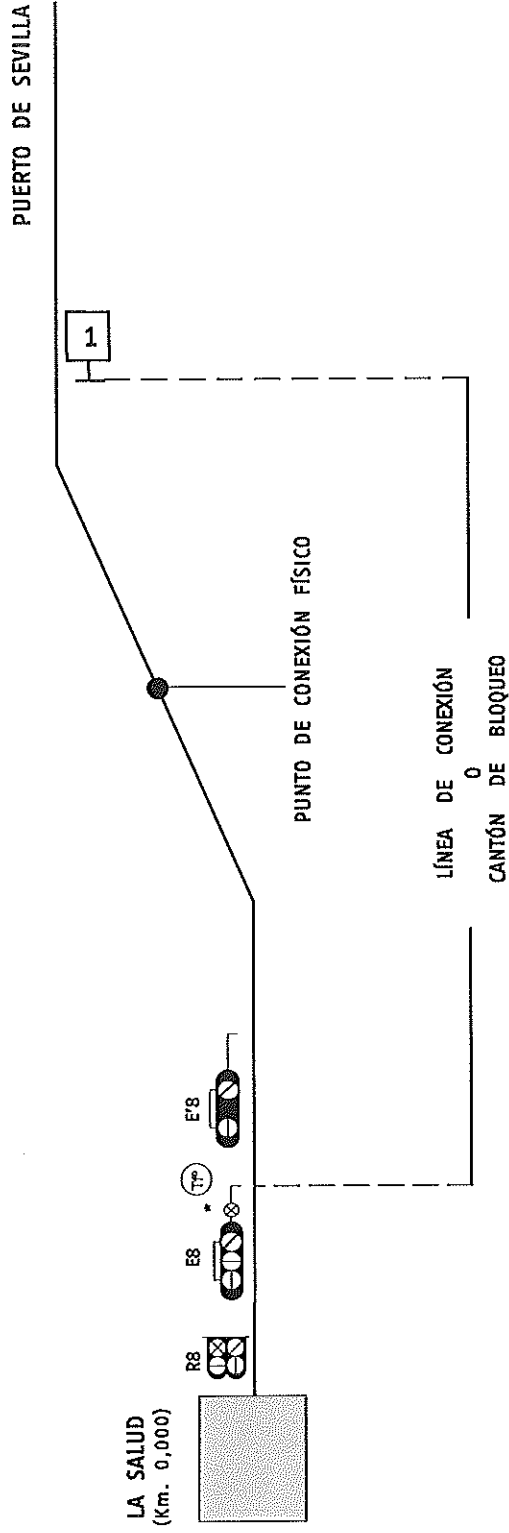 PUERTO DE SEVILLA
1
PUNTO DE CONEXIÓN FÍSICO
LÍNEA DE CONEXIÓN
O
CANTÓN DE BLOQUEO
E'8
Tfº
*
E8
R8
LA SALUD
(Km. 0,000)